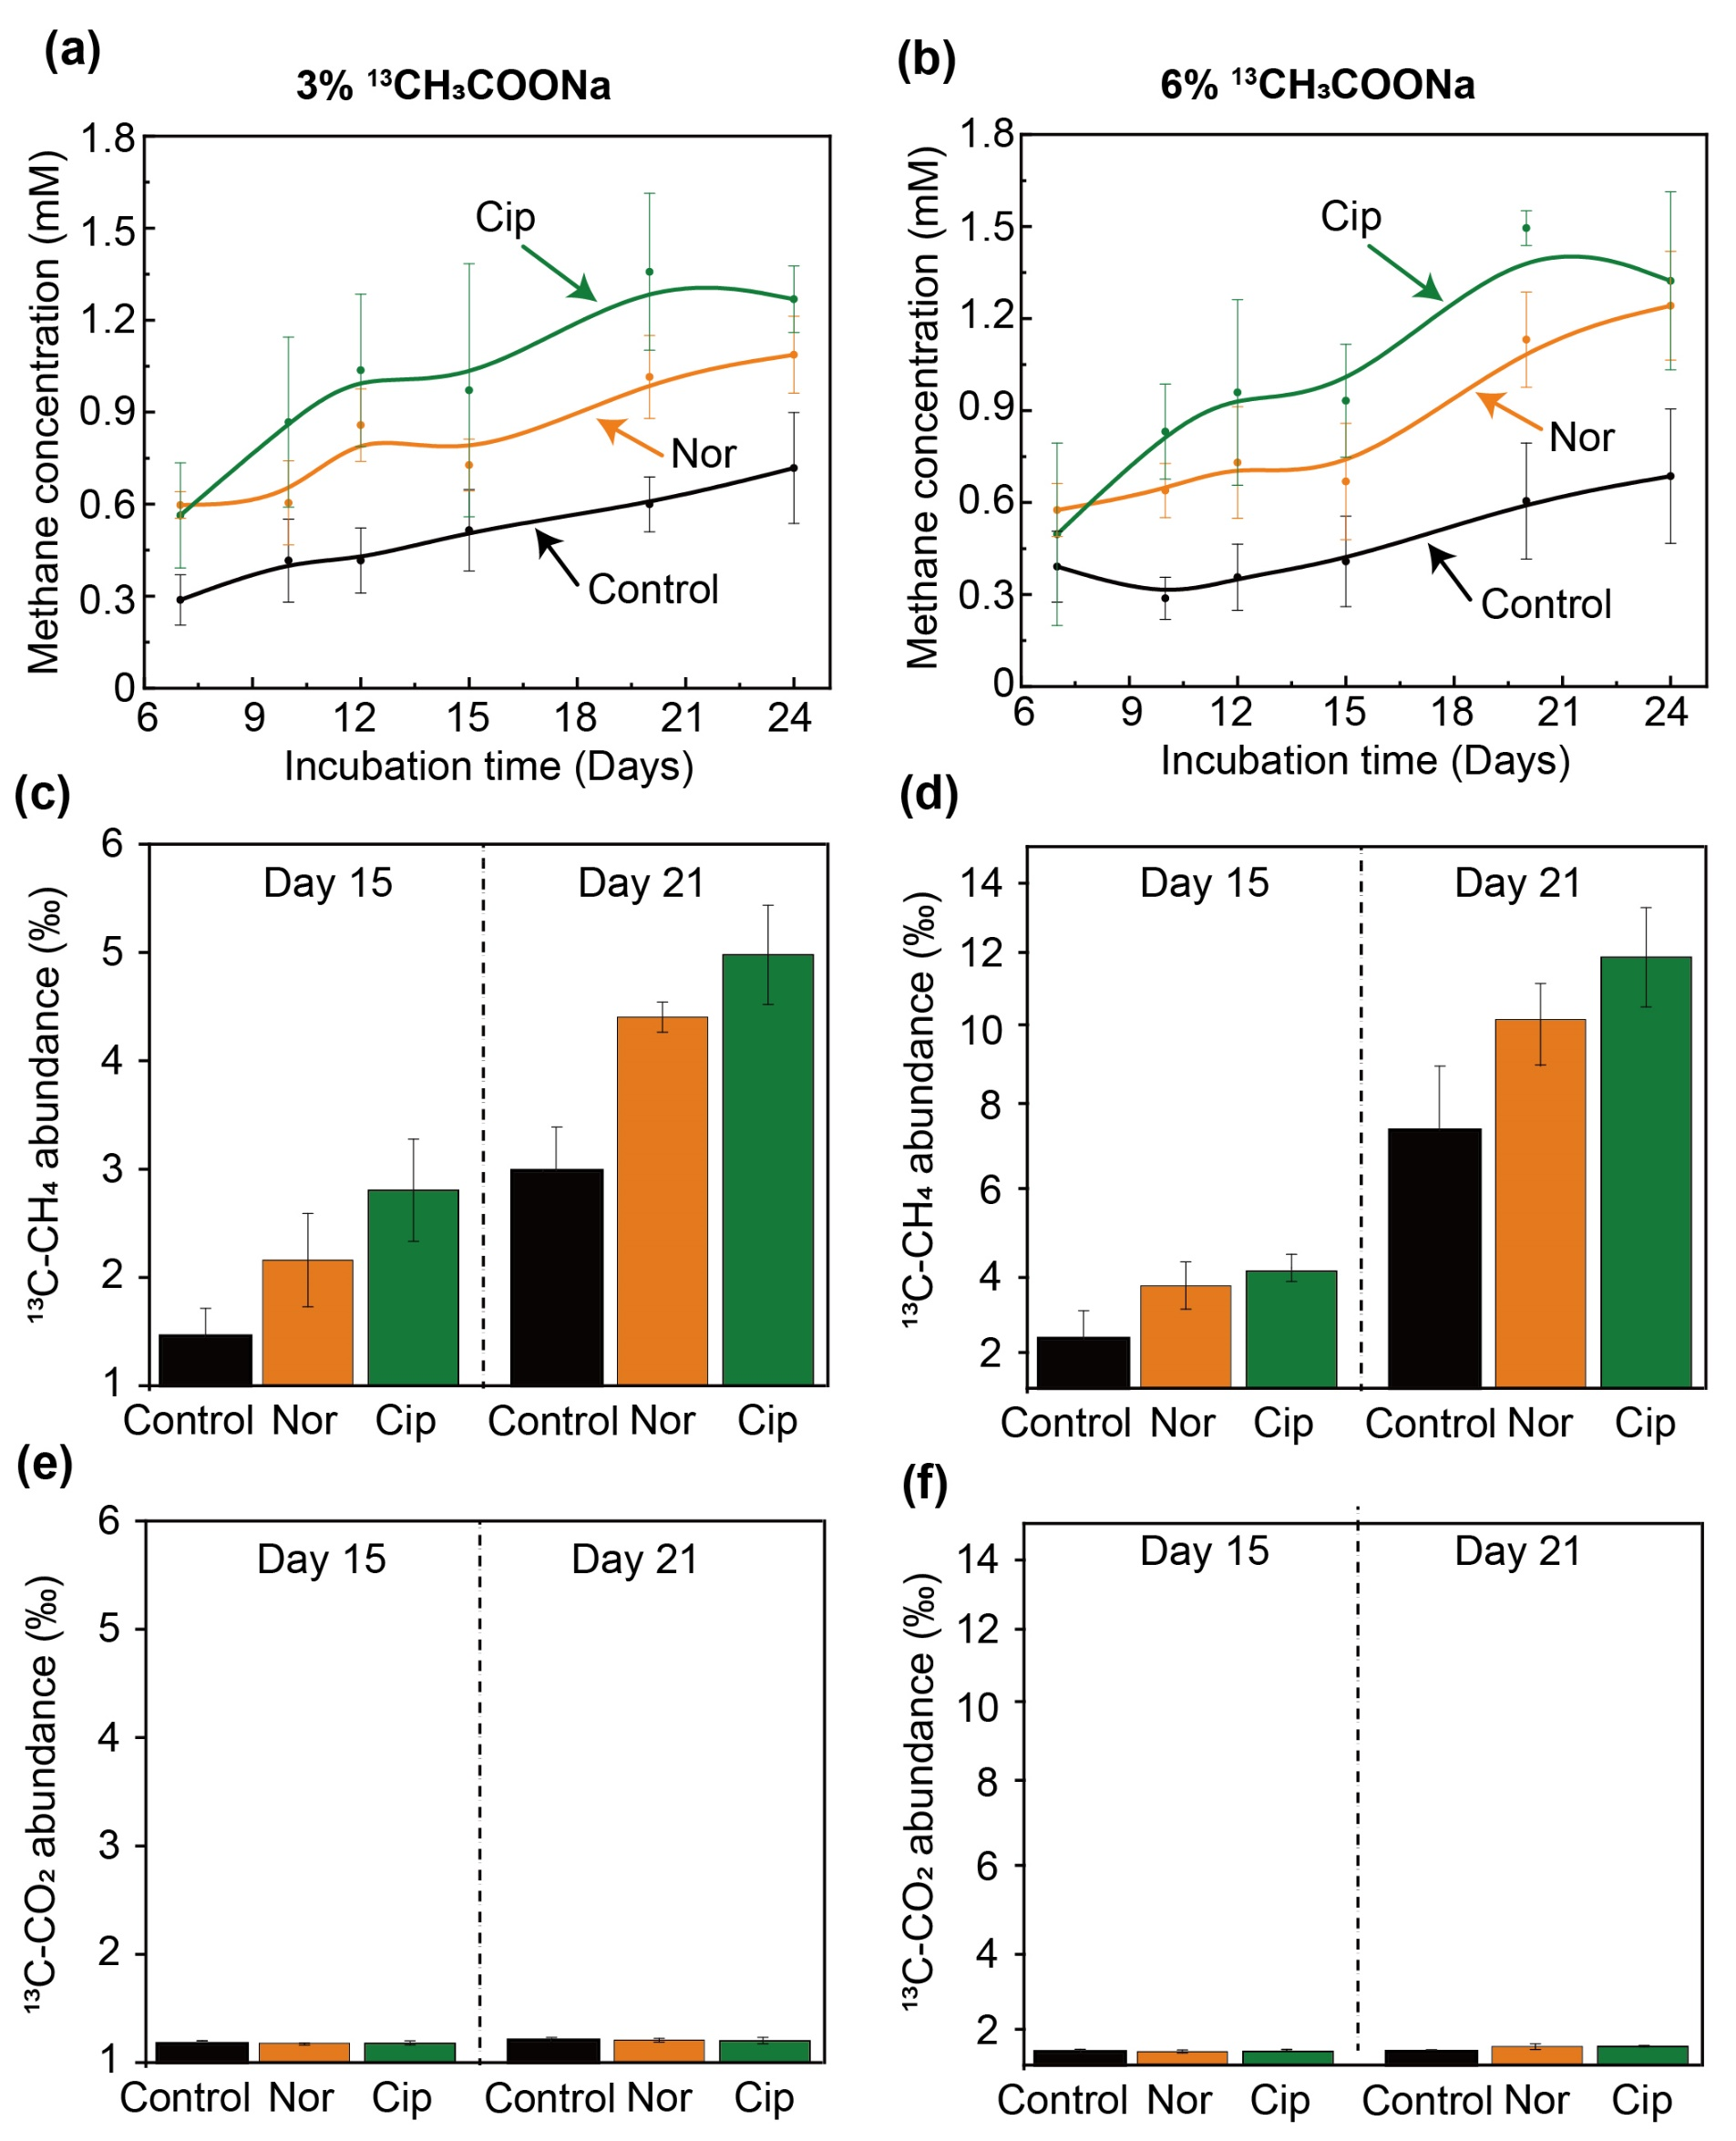 (a)
3% ¹³CH₃COONa
Methane concentration (mM)
1.8
1.5
1.2
0.9
0.6
0.3
0
Cip
Nor
Control
6 9 12 15 18 21 24
Incubation time (Days)
(b)
6% ¹³CH₃COONa
Methane concentration (mM)
1.8
1.5
1.2
0.9
0.6
0.3
0
Cip
Nor
Control
6 9 12 15 18 21 24
Incubation time (Days)
(c)
¹³C-CH₄ abundance (‰)
6
5
4
3
2
1
Day 15 Day 21
Control Nor Cip Control Nor Cip
(d)
¹³C-CH₄ abundance (‰)
14
12
10
8
6
4
2
Day 15 Day 21
Control Nor Cip Control Nor Cip
(e)
¹³C-CO₂ abundance (‰)
6
5
4
3
2
1
Day 15 Day 21
Control Nor Cip Control Nor Cip
(f)
¹³C-CO₂ abundance (‰)
14
12
10
8
6
4
2
Day 15 Day 21
Control Nor Cip Control Nor Cip